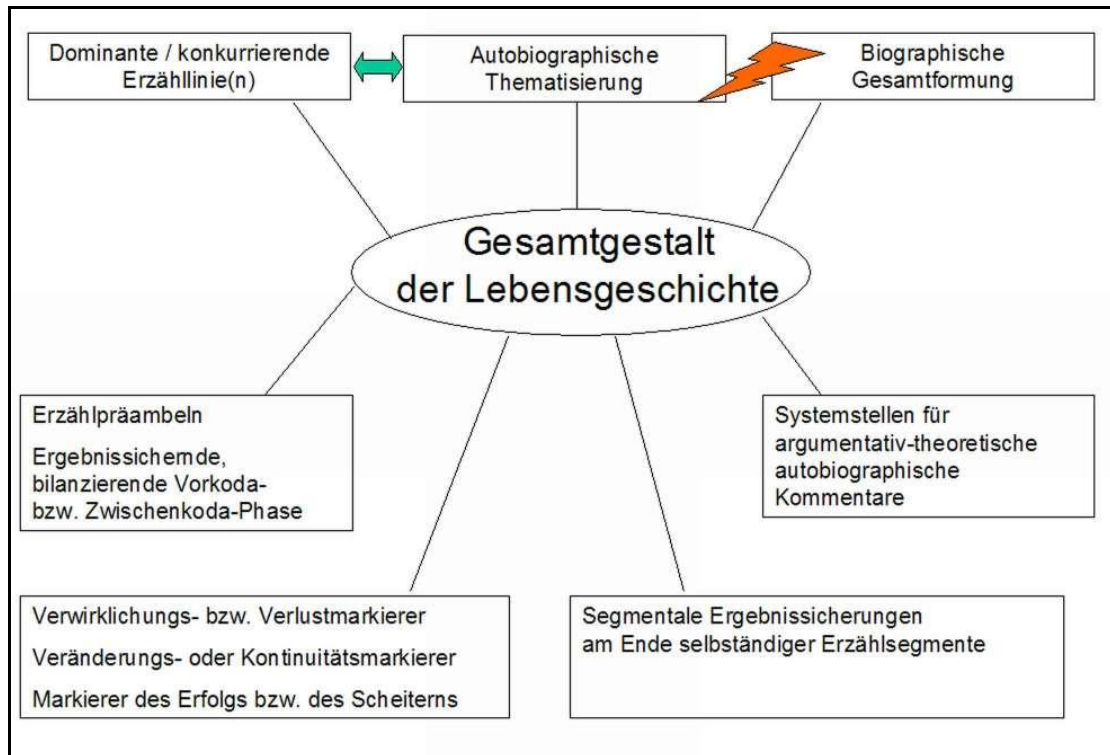 Dominante / konkurrierende
Erzähllinie(n)
Autobiographische
Thematisierung
Biographische
Gesamtformung
Gesamtgestalt
der Lebensgeschichte
Erzählpräambeln
Ergebnissichernde,
bilanzierende Vorkoda-
bzw. Zwischenkoda-Phase
Systemstellen für
argumentativ-theoretische
autobiographische
Kommentare
Verwirklichungs- bzw. Verlustmarkierer
Veränderungs- oder Kontinuitätsmarkierer
Markierer des Erfolgs bzw. des Scheiterns
Segmentale Ergebnissicherungen
am Ende selbständiger Erzählsegmente